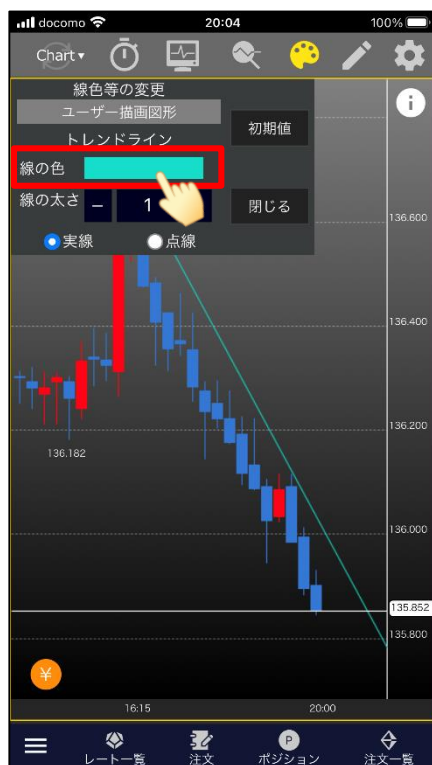 docomo 20:04 100%
Chart▾
線色等の変更
ユーザー描画図形
初期値
トレンドライン
線の色
線の太さ － 1
閉じる
実線 点線
i
136.600
136.400
136.200
136.182
136.000
135.852
135.800
¥
16:15 20:00
P
レート一覧 注文 ポジション 注文一覧